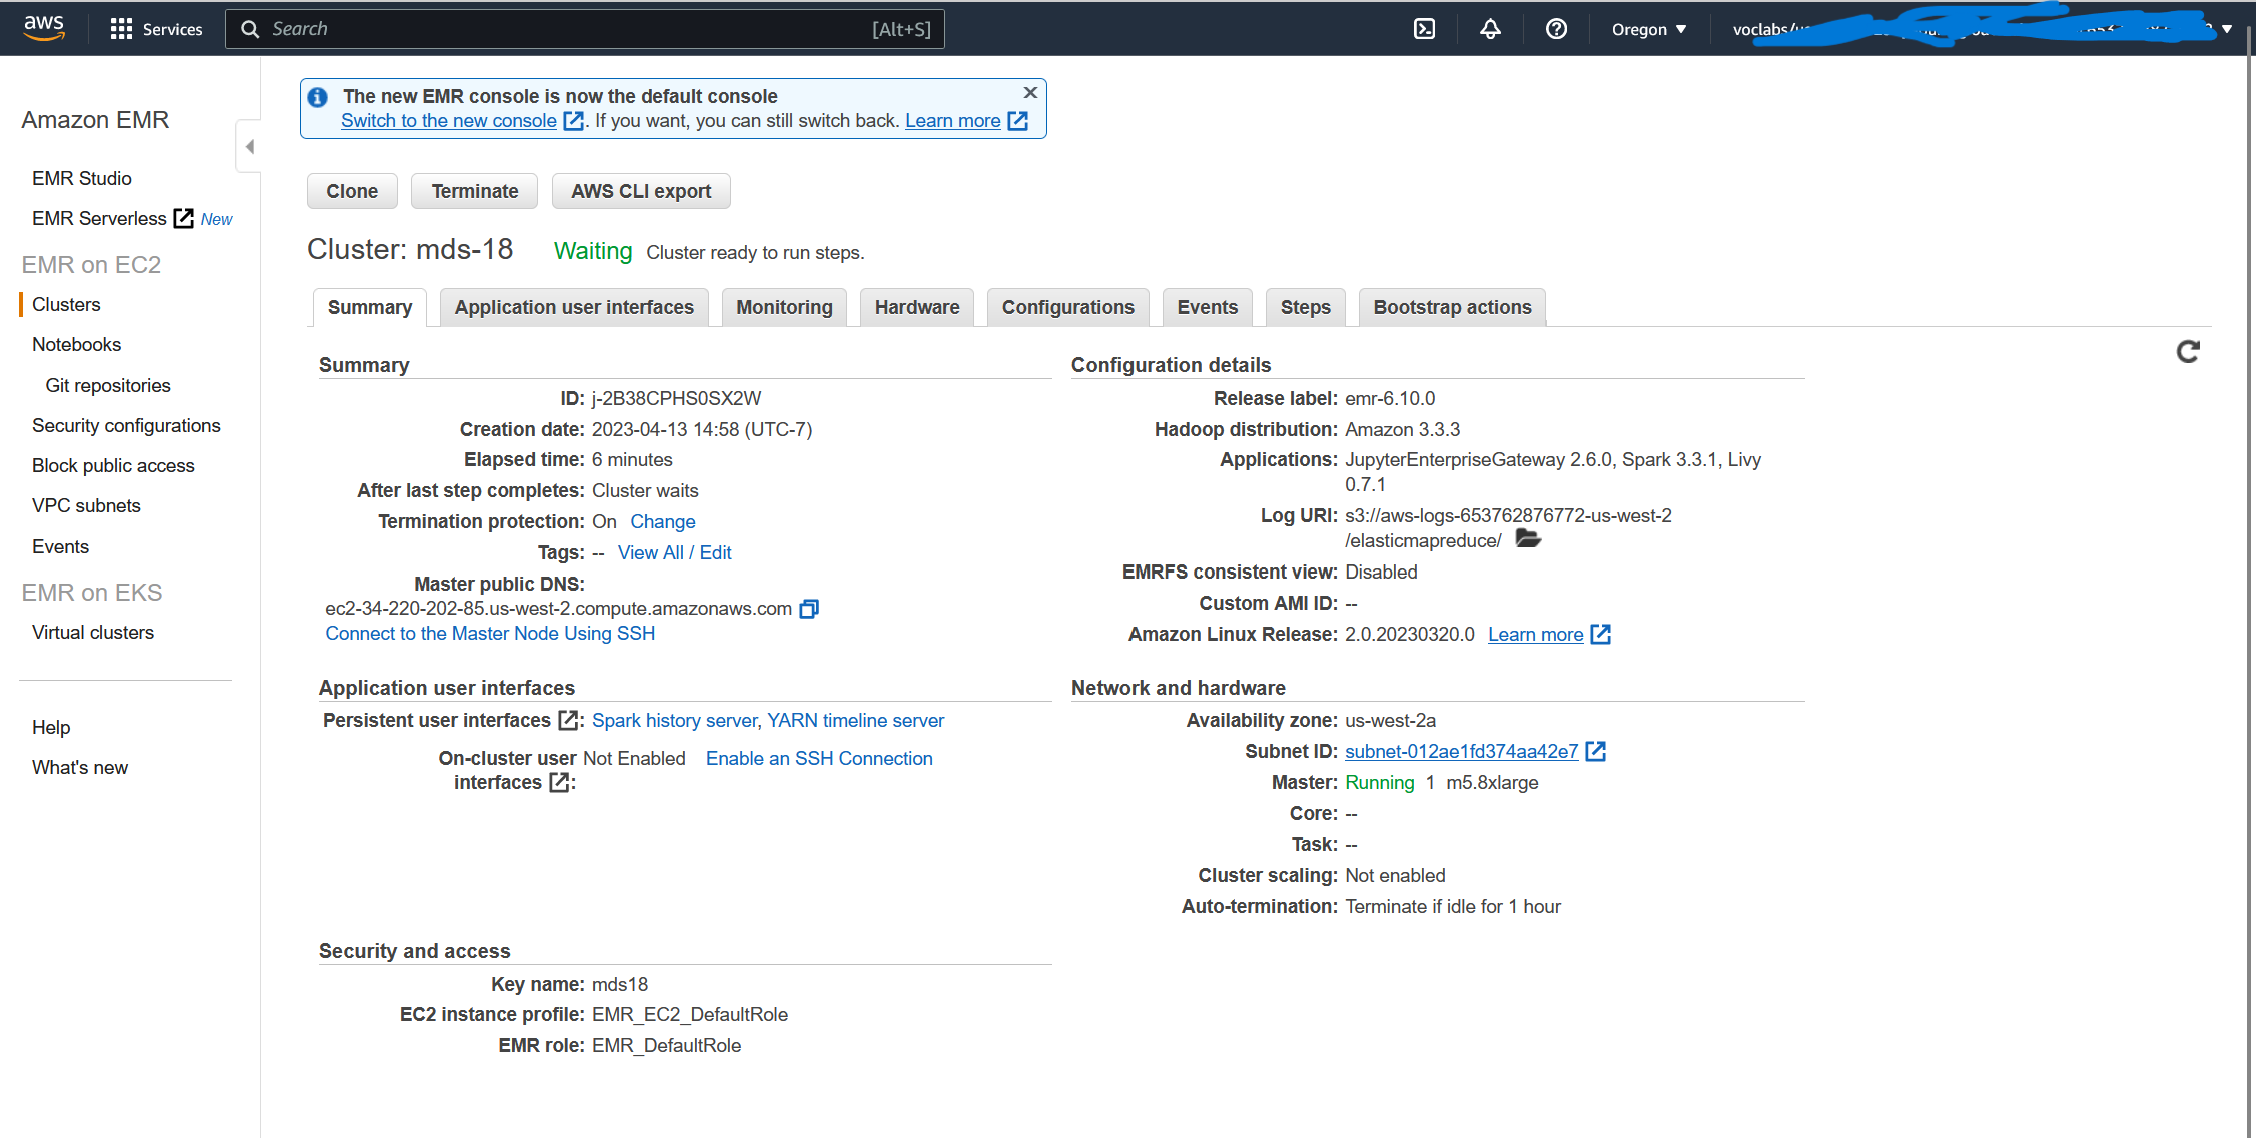 aws
Services
Search
[Alt+S]
Oregon
voclabs/u
Amazon EMR
EMR Studio
EMR Serverless New
EMR on EC2
Clusters
Notebooks
Git repositories
Security configurations
Block public access
VPC subnets
Events
EMR on EKS
Virtual clusters
Help
What's new
The new EMR console is now the default console
Switch to the new console. If you want, you can still switch back. Learn more
Clone
Terminate
AWS CLI export
Cluster: mds-18 Waiting Cluster ready to run steps.
Summary
Application user interfaces
Monitoring
Hardware
Configurations
Events
Steps
Bootstrap actions
Summary
ID: j-2B38CPHS0SX2W
Creation date: 2023-04-13 14:58 (UTC-7)
Elapsed time: 6 minutes
After last step completes: Cluster waits
Termination protection: On Change
Tags: -- View All / Edit
Master public DNS:
ec2-34-220-202-85.us-west-2.compute.amazonaws.com
Connect to the Master Node Using SSH
Configuration details
Release label: emr-6.10.0
Hadoop distribution: Amazon 3.3.3
Applications: JupyterEnterpriseGateway 2.6.0, Spark 3.3.1, Livy
0.7.1
Log URI: s3://aws-logs-653762876772-us-west-2
/elasticmapreduce/
EMRFS consistent view: Disabled
Custom AMI ID: --
Amazon Linux Release: 2.0.20230320.0 Learn more
Application user interfaces
Persistent user interfaces : Spark history server, YARN timeline server
On-cluster user Not Enabled Enable an SSH Connection
interfaces :
Network and hardware
Availability zone: us-west-2a
Subnet ID: subnet-012ae1fd374aa42e7
Master: Running 1 m5.8xlarge
Core: --
Task: --
Cluster scaling: Not enabled
Auto-termination: Terminate if idle for 1 hour
Security and access
Key name: mds18
EC2 instance profile: EMR_EC2_DefaultRole
EMR role: EMR_DefaultRole